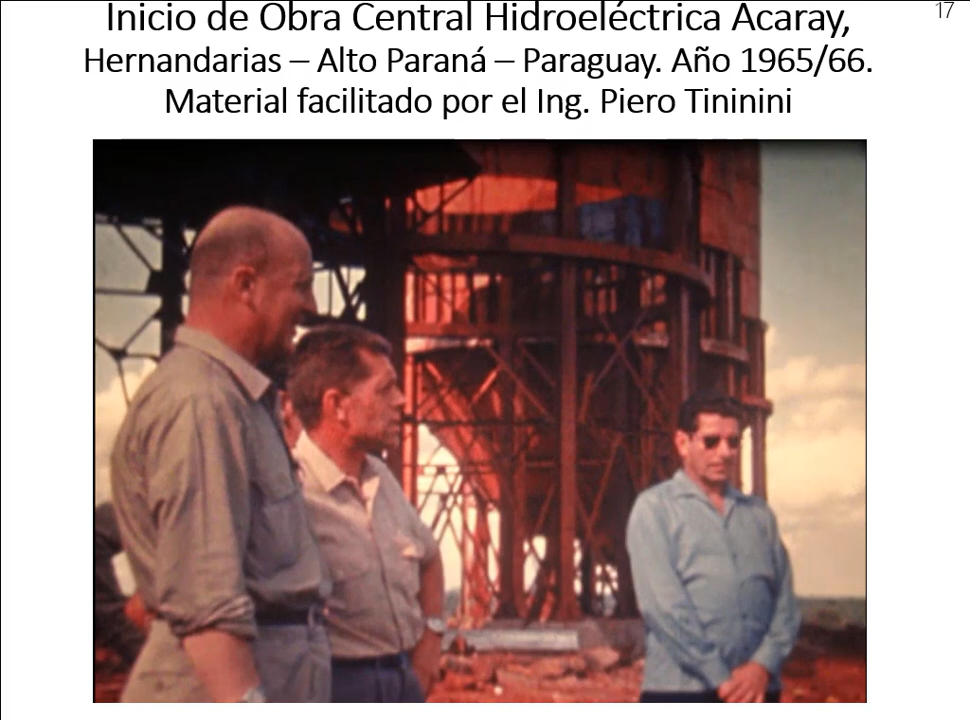 Inicio de Obra Central Hidroeléctrica Acaray,
17
Hernandarias – Alto Paraná – Paraguay. Año 1965/66.
Material facilitado por el Ing. Piero Tininini